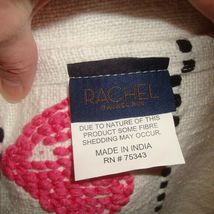 RACHEL
DUE TO NATURE OF THIS
PRODUCT SOME FIBRE
SHEDDING MAY OCCUR.
MADE IN INDIA
RN # 75343